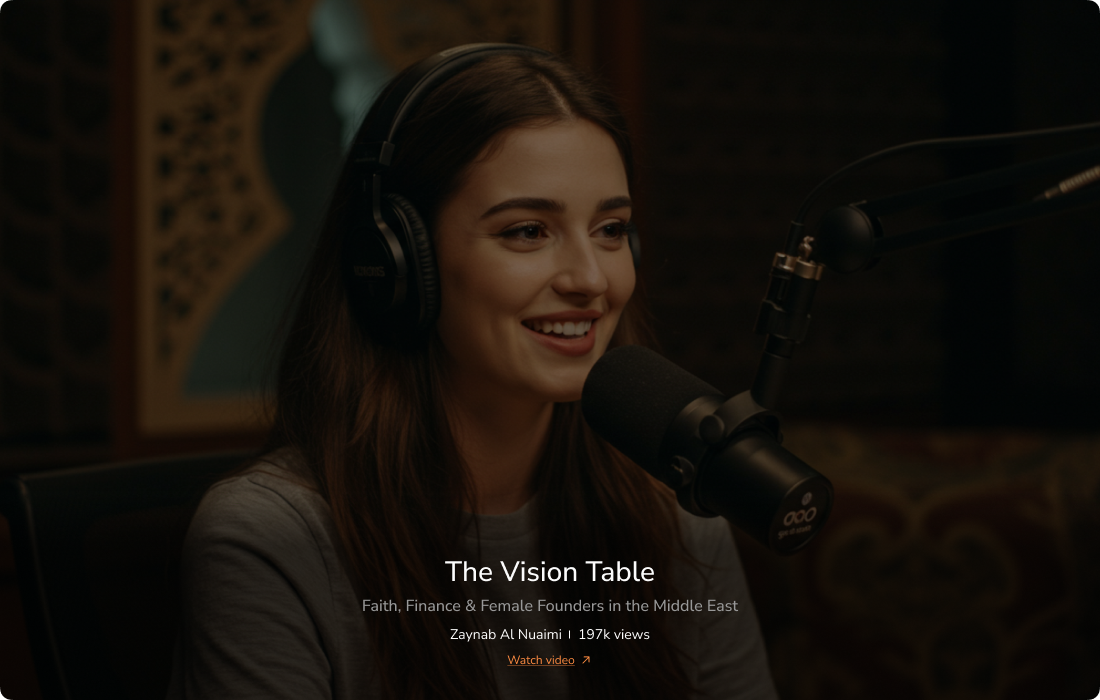 The Vision Table
Faith, Finance & Female Founders in the Middle East
Zaynab Al Nuaimi | 197k views
Watch video ↗